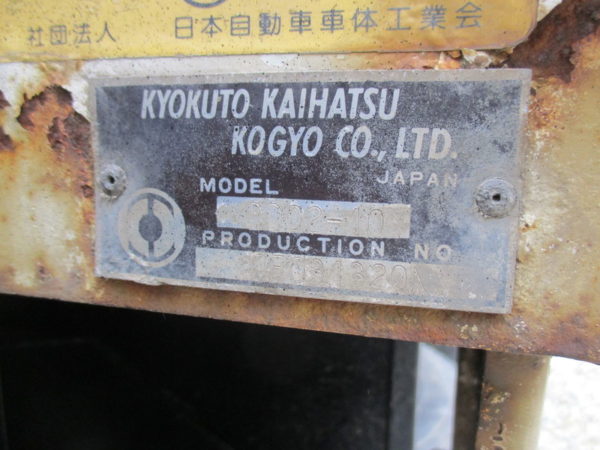 社団法人 日本自動車車体工業会
KYOKUTO KAIHATSU
KOGYO CO., LTD.
JAPAN
MODEL
PRODUCTION NO